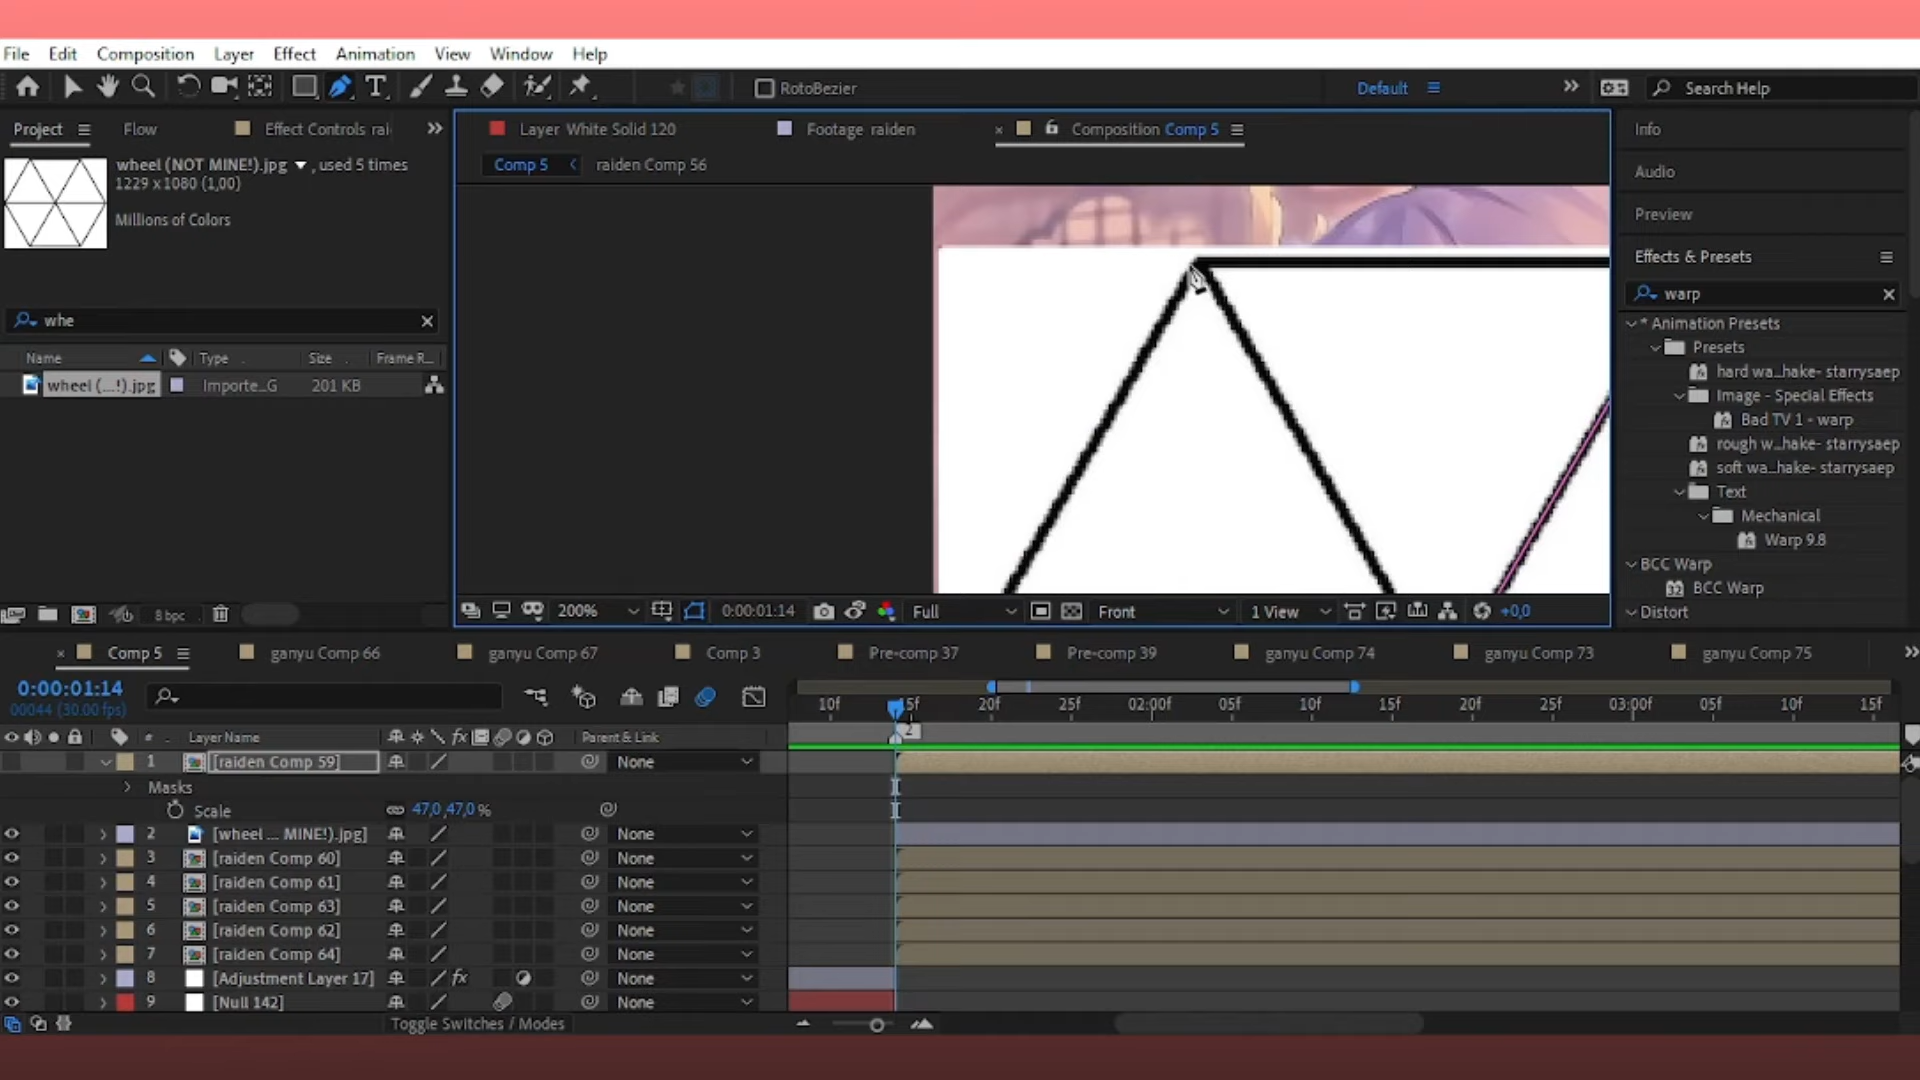 File Edit Composition Layer Effect Animation View Window Help
RotoBezier Default Search Help
Project Flow Effect Controls rai Layer White Solid 120 Footage raiden Composition Comp 5 Info
wheel (NOT MINE!).jpg , used 5 times
1229 x 1080 (1,00)
Millions of Colors
Comp 5 raiden Comp 56
Audio
Preview
Effects & Presets
warp
whe
Name Type Size Frame R...
wheel (...!).jpg Importe...G 201 KB
* Animation Presets
Presets
hard wa...hake- starrysaep
Image - Special Effects
Bad TV 1 - warp
rough w...hake- starrysaep
soft wa...hake- starrysaep
Text
Mechanical
Warp 9.8
BCC Warp
32 BCC Warp
Distort
8 bpc 200% 0:00:01:14 Full Front 1 View +0,0
Comp 5 ganyu Comp 66 ganyu Comp 67 Comp 3 Pre-comp 37 Pre-comp 39 ganyu Comp 74 ganyu Comp 73 ganyu Comp 75
0:00:01:14
00044 (30.00 fps)
10f 15f 20f 25f 02:00f 05f 10f 15f 20f 25f 03:00f 05f 10f 15f
2
# Layer Name fx Parent & Link
1 [raiden Comp 59] None
Masks
Scale 47,0,47,0 %
2 [wheel ... MINE!).jpg] None
3 [raiden Comp 60] None
4 [raiden Comp 61] None
5 [raiden Comp 63] None
6 [raiden Comp 62] None
7 [raiden Comp 64] None
8 [Adjustment Layer 17] fx None
9 [Null 142] None
Toggle Switches / Modes